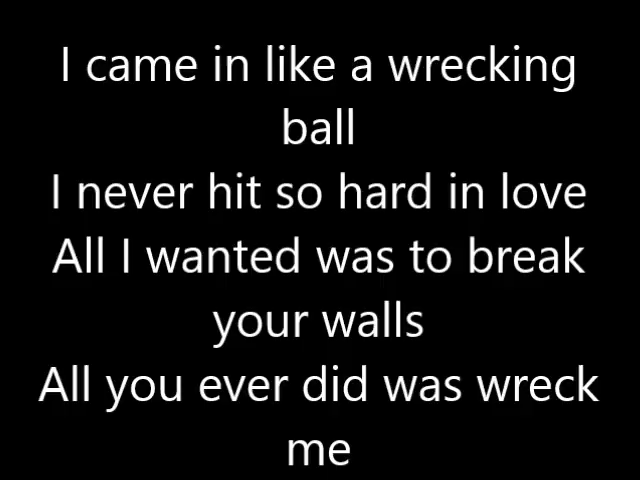 I came in like a wrecking
ball
I never hit so hard in love
All I wanted was to break
your walls
All you ever did was wreck
me